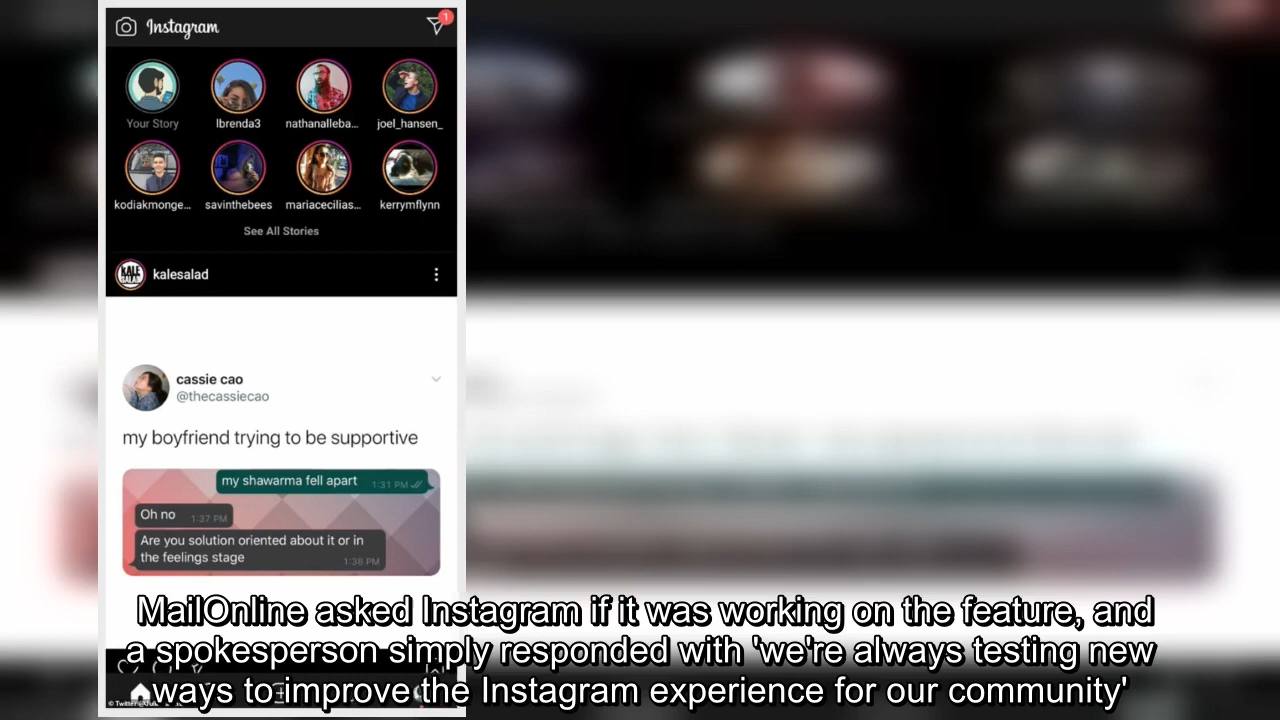 Instagram
1
Your Story
lbrenda3
nathanalleba...
joel_hansen_
kodiakmonge...
savinthebees
mariacecilias...
kerrymflynn
See All Stories
KALE SALAD
kalesalad
cassie cao
@thecassiecao
my boyfriend trying to be supportive
my shawarma fell apart 1:31 PM
Oh no 1:37 PM
Are you solution oriented about it or in
the feelings stage 1:38 PM
MailOnline asked Instagram if it was working on the feature, and
a spokesperson simply responded with 'we're always testing new
ways to improve the Instagram experience for our community'
© Twitter